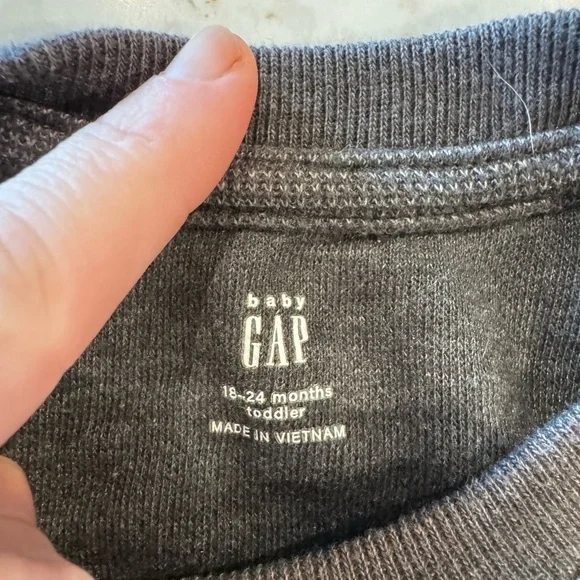 baby
GAP
18-24 months
toddler
MADE IN VIETNAM